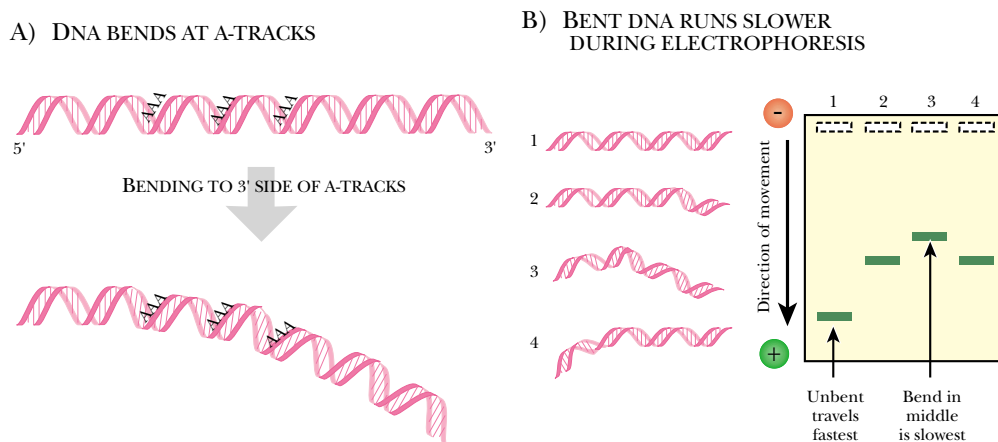 A) DNA BENDS AT A-TRACKS
AAA
AAA
AAA
5'
3'
BENDING TO 3' SIDE OF A-TRACKS
AAA
AAA
AAA
B) BENT DNA RUNS SLOWER
DURING ELECTROPHORESIS
1
2
3
4
1
2
3
4
-
Direction of movement
+
Unbent
travels
fastest
Bend in
middle
is slowest